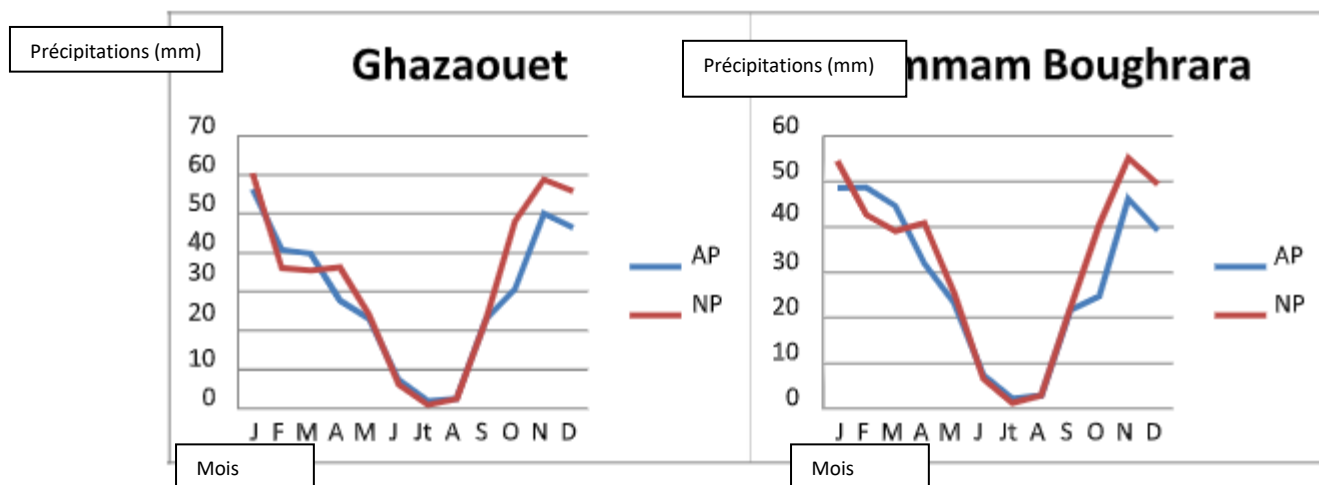 Précipitations (mm)
Ghazaouet
70
60
50
40
30
20
10
0
J F M A M J Jt A S O N D
AP
NP
Mois
Précipitations (mm)
mmam Boughrara
60
50
40
30
20
10
0
J F M A M J Jt A S O N D
AP
NP
Mois